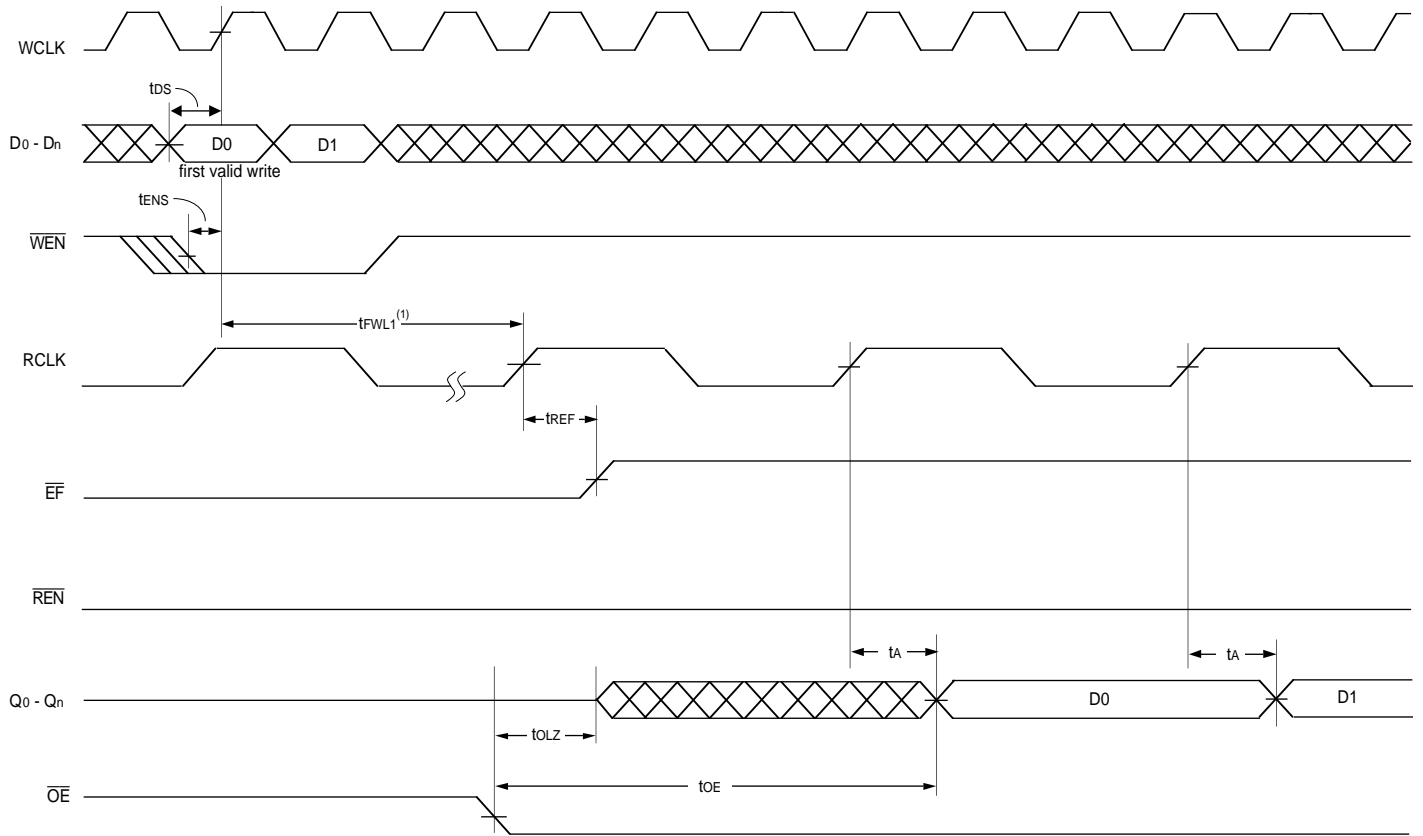 WCLK
tDS
D0 - Dn
D0
D1
first valid write
tENS
WEN
tFWL1(1)
RCLK
tREF
EF
REN
tA
tA
Q0 - Qn
D0
D1
tOLZ
tOE
OE